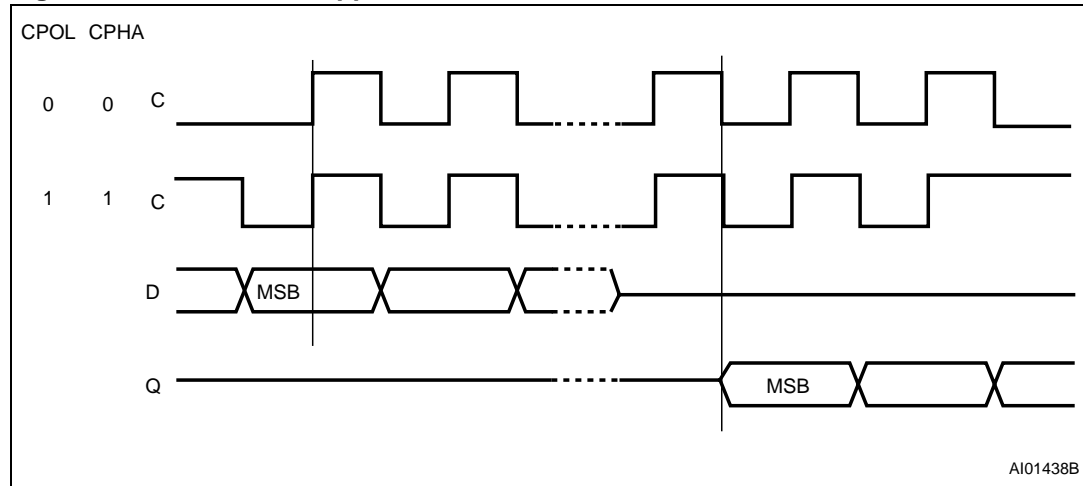 CPOL CPHA
0 0 C
1 1 C
D MSB
Q MSB
AI01438B